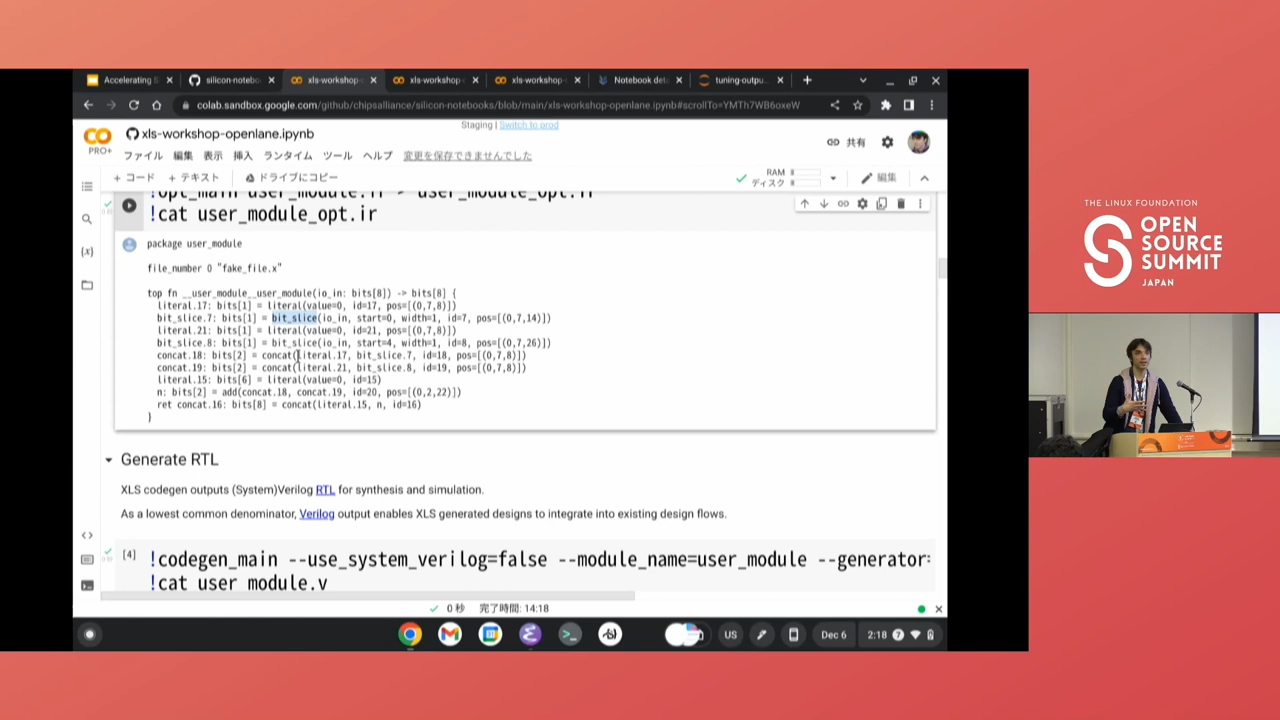 Accelerating S
silicon-notebo
xls-workshop-
xls-workshop-
xls-workshop-
Notebook deta
tuning-outpu
colab.sandbox.google.com/github/chipsalliance/silicon-notebooks/blob/main/xls-workshop-openlane.ipynb#scrollTo=YMTh7WB6oxeW
Staging | Switch to prod
PRO+
xls-workshop-openlane.ipynb
共有
ファイル 編集 表示 挿入 ランタイム ツール ヘルプ 変更を保存できませんでした
+ コード + テキスト ドライブにコピー
RAM
ディスク
編集
!opt_main user_module.ir > user_module_opt.ir
!cat user_module_opt.ir
package user_module
file_number 0 "fake_file.x"
top fn __user_module__user_module(io_in: bits[8]) -> bits[8] {
literal.17: bits[1] = literal(value=0, id=17, pos=[(0,7,8)])
bit_slice.7: bits[1] = bit_slice(io_in, start=0, width=1, id=7, pos=[(0,7,14)])
literal.21: bits[1] = literal(value=0, id=21, pos=[(0,7,8)])
bit_slice.8: bits[1] = bit_slice(io_in, start=4, width=1, id=8, pos=[(0,7,26)])
concat.18: bits[2] = concat(literal.17, bit_slice.7, id=18, pos=[(0,7,8)])
concat.19: bits[2] = concat(literal.21, bit_slice.8, id=19, pos=[(0,7,8)])
literal.15: bits[6] = literal(value=0, id=15)
n: bits[2] = add(concat.18, concat.19, id=20, pos=[(0,2,22)])
ret concat.16: bits[8] = concat(literal.15, n, id=16)
}
Generate RTL
XLS codegen outputs (System)Verilog RTL for synthesis and simulation.
As a lowest common denominator, Verilog output enables XLS generated designs to integrate into existing design flows.
[4]
!codegen_main --use_system_verilog=false --module_name=user_module --generator=
!cat user_module.v
0 秒 完了時間: 14:18
US
Dec 6
2:18
THE LINUX FOUNDATION
OPEN
SOURCE
SUMMIT
JAPAN